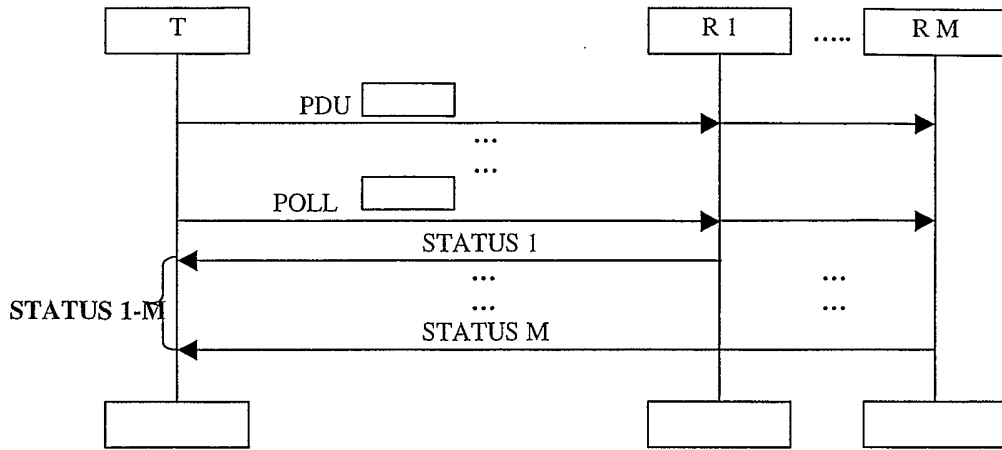 T
R 1
.....
R M
PDU
...
...
POLL
STATUS 1
...
...
...
...
STATUS 1-M
STATUS M